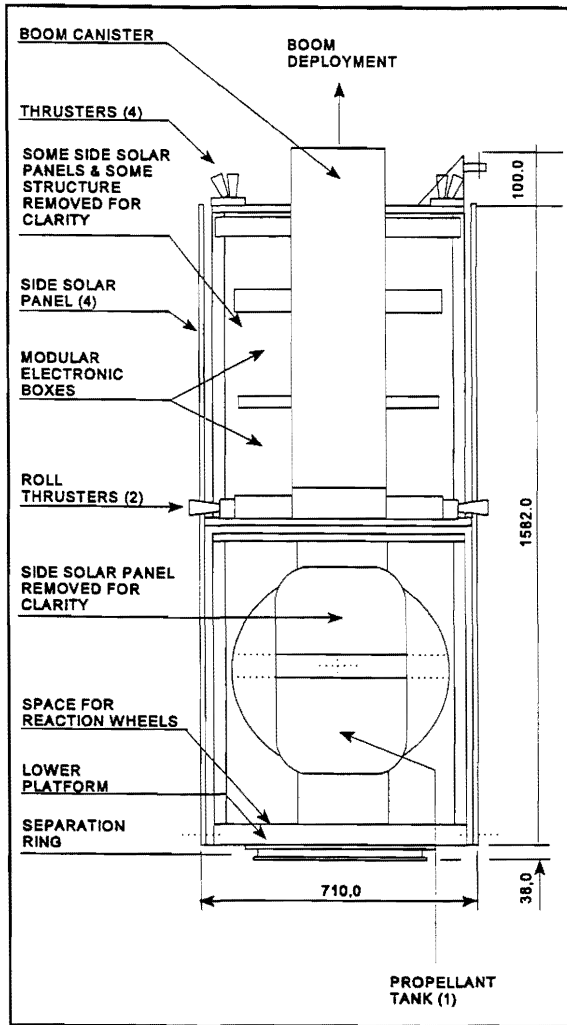 BOOM CANISTER
BOOM
DEPLOYMENT
THRUSTERS (4)
SOME SIDE SOLAR
PANELS & SOME
STRUCTURE
REMOVED FOR
CLARITY
100.0
SIDE SOLAR
PANEL (4)
MODULAR
ELECTRONIC
BOXES
ROLL
THRUSTERS (2)
1582.0
SIDE SOLAR PANEL
REMOVED FOR
CLARITY
SPACE FOR
REACTION WHEELS
LOWER
PLATFORM
SEPARATION
RING
710,0
38,0
PROPELLANT
TANK (1)